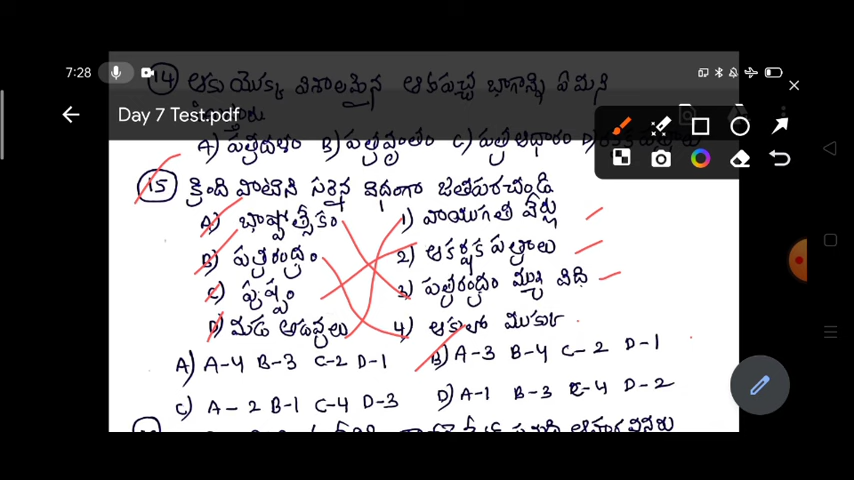 7:28
14 ఆకు యొక్క విశాలమైన ఆకుపచ్చ భాగాన్ని ఏమని
Day 7 Test.pdf
A) పత్రదళం B) పత్రవృంతం C) పత్ర ఆధారం D)
15 క్రింది వాటిని సరైన విధంగా జతపరచండి
A) భాష్పోత్సేకం 1) వాయుగత వేర్లు
B) పత్రరంధ్రం 2) ఆకర్షక పత్రాలు
C) పుష్పం 3) పత్రరంధ్రం ముక్కు విధి
D) మడ అడవులు 4) ఆకులో
A) A-4 B-3 C-2 D-1 B) A-3 B-4 C-2 D-1
C) A-2 B-1 C-4 D-3 D) A-1 B-3 C-4 D-2